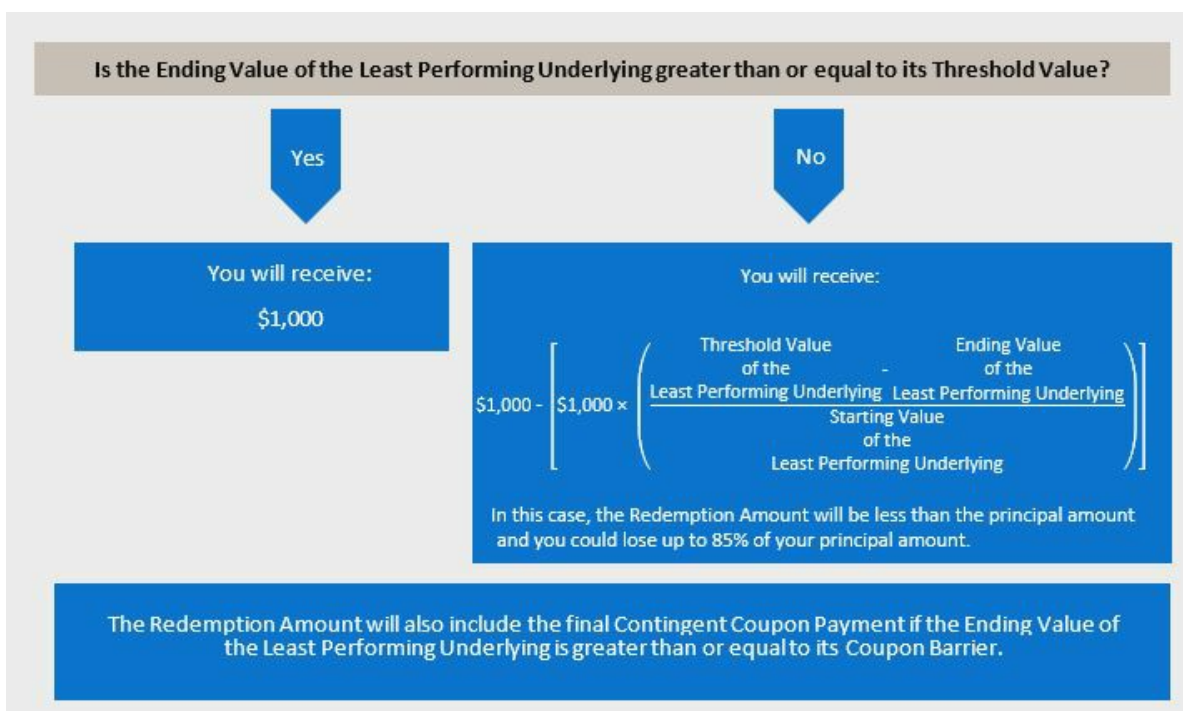 Is the Ending Value of the Least Performing Underlying greater than or equal to its Threshold Value?
Yes
No
You will receive:
$1,000
You will receive:
Threshold Value
of the
Least Performing Underlying
-
Ending Value
of the
Least Performing Underlying
$1,000 - [$1,000 × (
Starting Value
of the
Least Performing Underlying
)]
In this case, the Redemption Amount will be less than the principal amount
and you could lose up to 85% of your principal amount.
The Redemption Amount will also include the final Contingent Coupon Payment if the Ending Value of
the Least Performing Underlying is greater than or equal to its Coupon Barrier.